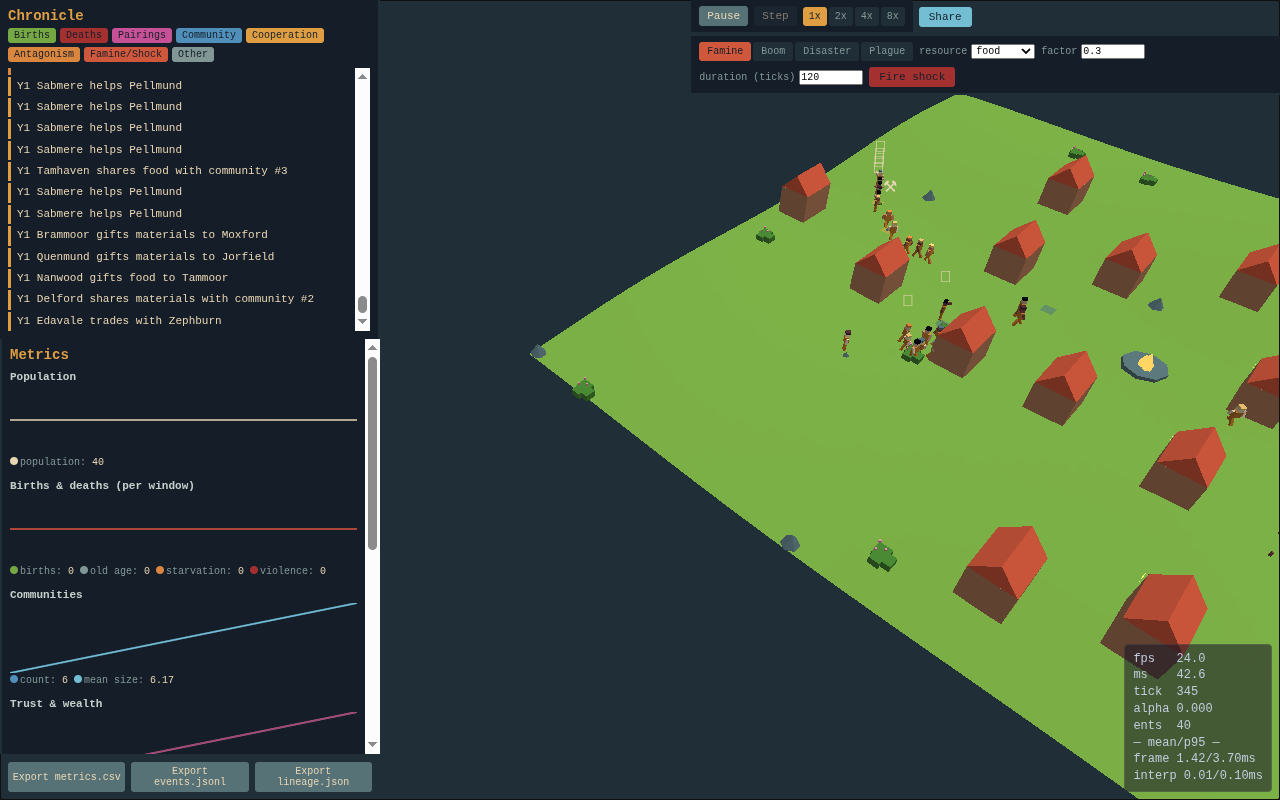 Chronicle
Births Deaths Pairings Community Cooperation
Antagonism Famine/Shock Other
Y1 Sabmere helps Pellmund
Y1 Sabmere helps Pellmund
Y1 Sabmere helps Pellmund
Y1 Sabmere helps Pellmund
Y1 Tamhaven shares food with community #3
Y1 Sabmere helps Pellmund
Y1 Sabmere helps Pellmund
Y1 Brammoor gifts materials to Moxford
Y1 Quenmund gifts materials to Jorfield
Y1 Nanwood gifts food to Tammoor
Y1 Delford shares materials with community #2
Y1 Edavale trades with Zephburn
Metrics
Population
population: 40
Births & deaths (per window)
births: 0 old age: 0 starvation: 0 violence: 0
Communities
count: 6 mean size: 6.17
Trust & wealth
Export metrics.csv
Export events.jsonl
Export lineage.json
Pause Step 1x 2x 4x 8x Share
Famine Boom Disaster Plague resource food factor 0.3
duration (ticks) 120 Fire shock
fps 24.0
ms 42.6
tick 345
alpha 0.000
ents 40
— mean/p95 —
frame 1.42/3.70ms
interp 0.01/0.10ms